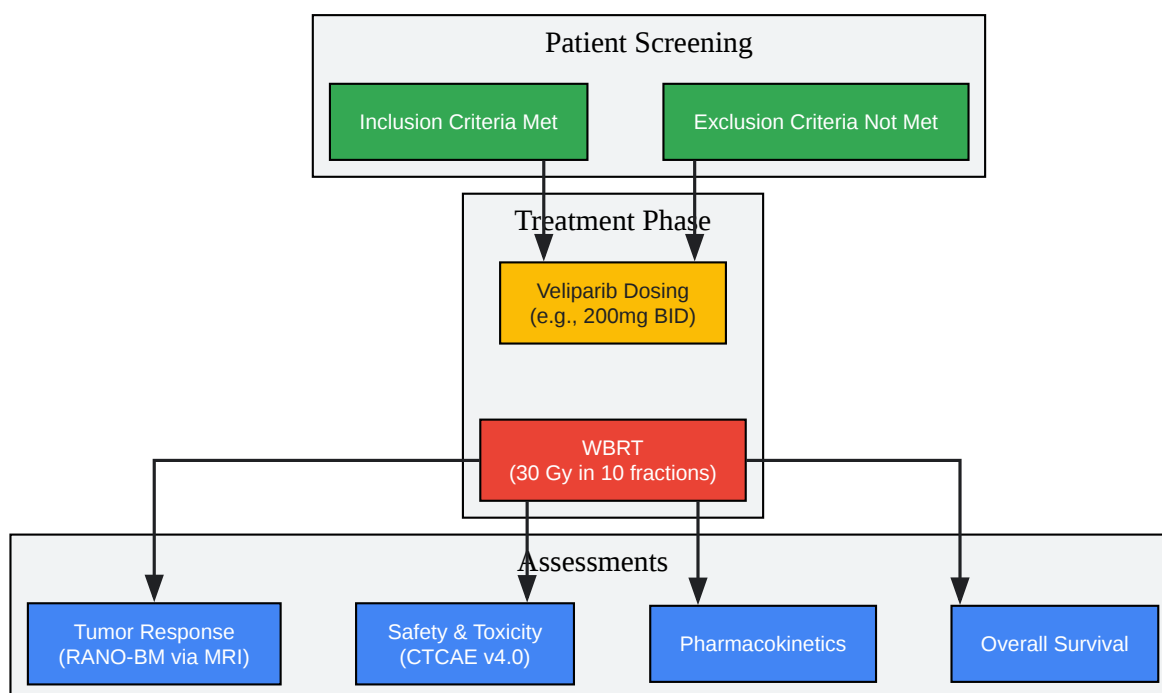 Patient Screening
Inclusion Criteria Met
Exclusion Criteria Not Met
Treatment Phase
Veliparib Dosing
(e.g., 200mg BID)
WBRT
(30 Gy in 10 fractions)
Assessments
Tumor Response
(RANO-BM via MRI)
Safety & Toxicity
(CTCAE v4.0)
Pharmacokinetics
Overall Survival